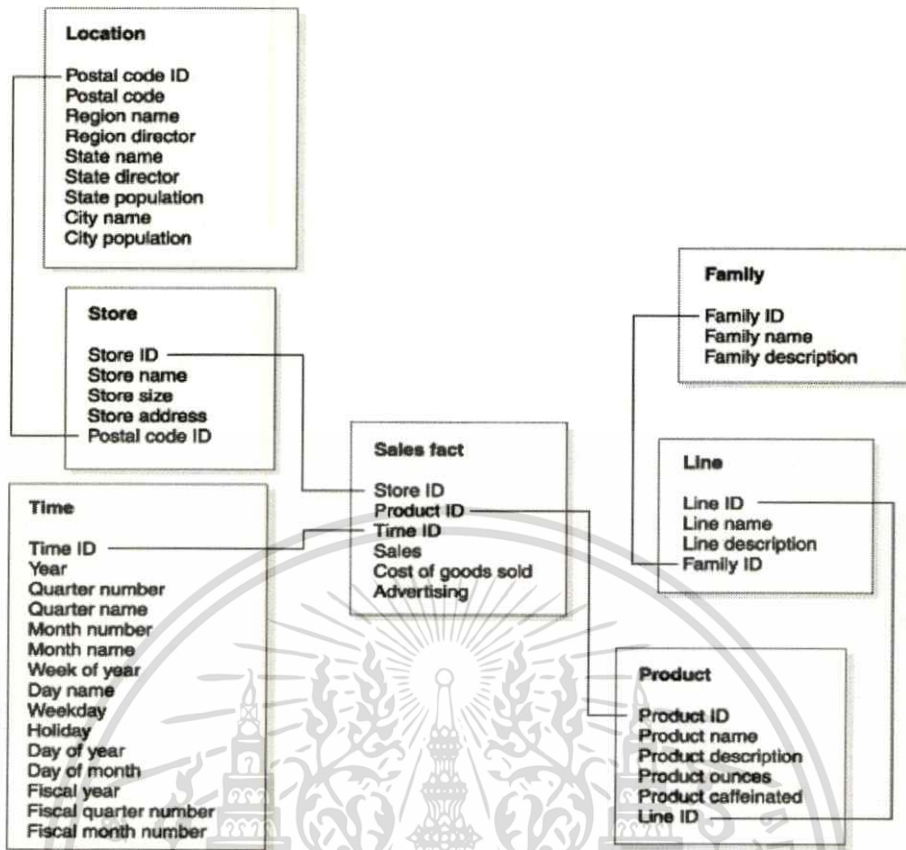 Location
Postal code ID
Postal code
Region name
Region director
State name
State director
State population
City name
City population
Store
Store ID
Store name
Store size
Store address
Postal code ID
Time
Time ID
Year
Quarter number
Quarter name
Month number
Month name
Week of year
Day name
Weekday
Holiday
Day of year
Day of month
Fiscal year
Fiscal quarter number
Fiscal month number
Sales fact
Store ID
Product ID
Time ID
Sales
Cost of goods sold
Advertising
Family
Family ID
Family name
Family description
Line
Line ID
Line name
Line description
Family ID
Product
Product ID
Product name
Product description
Product ounces
Product caffeinated
Line ID